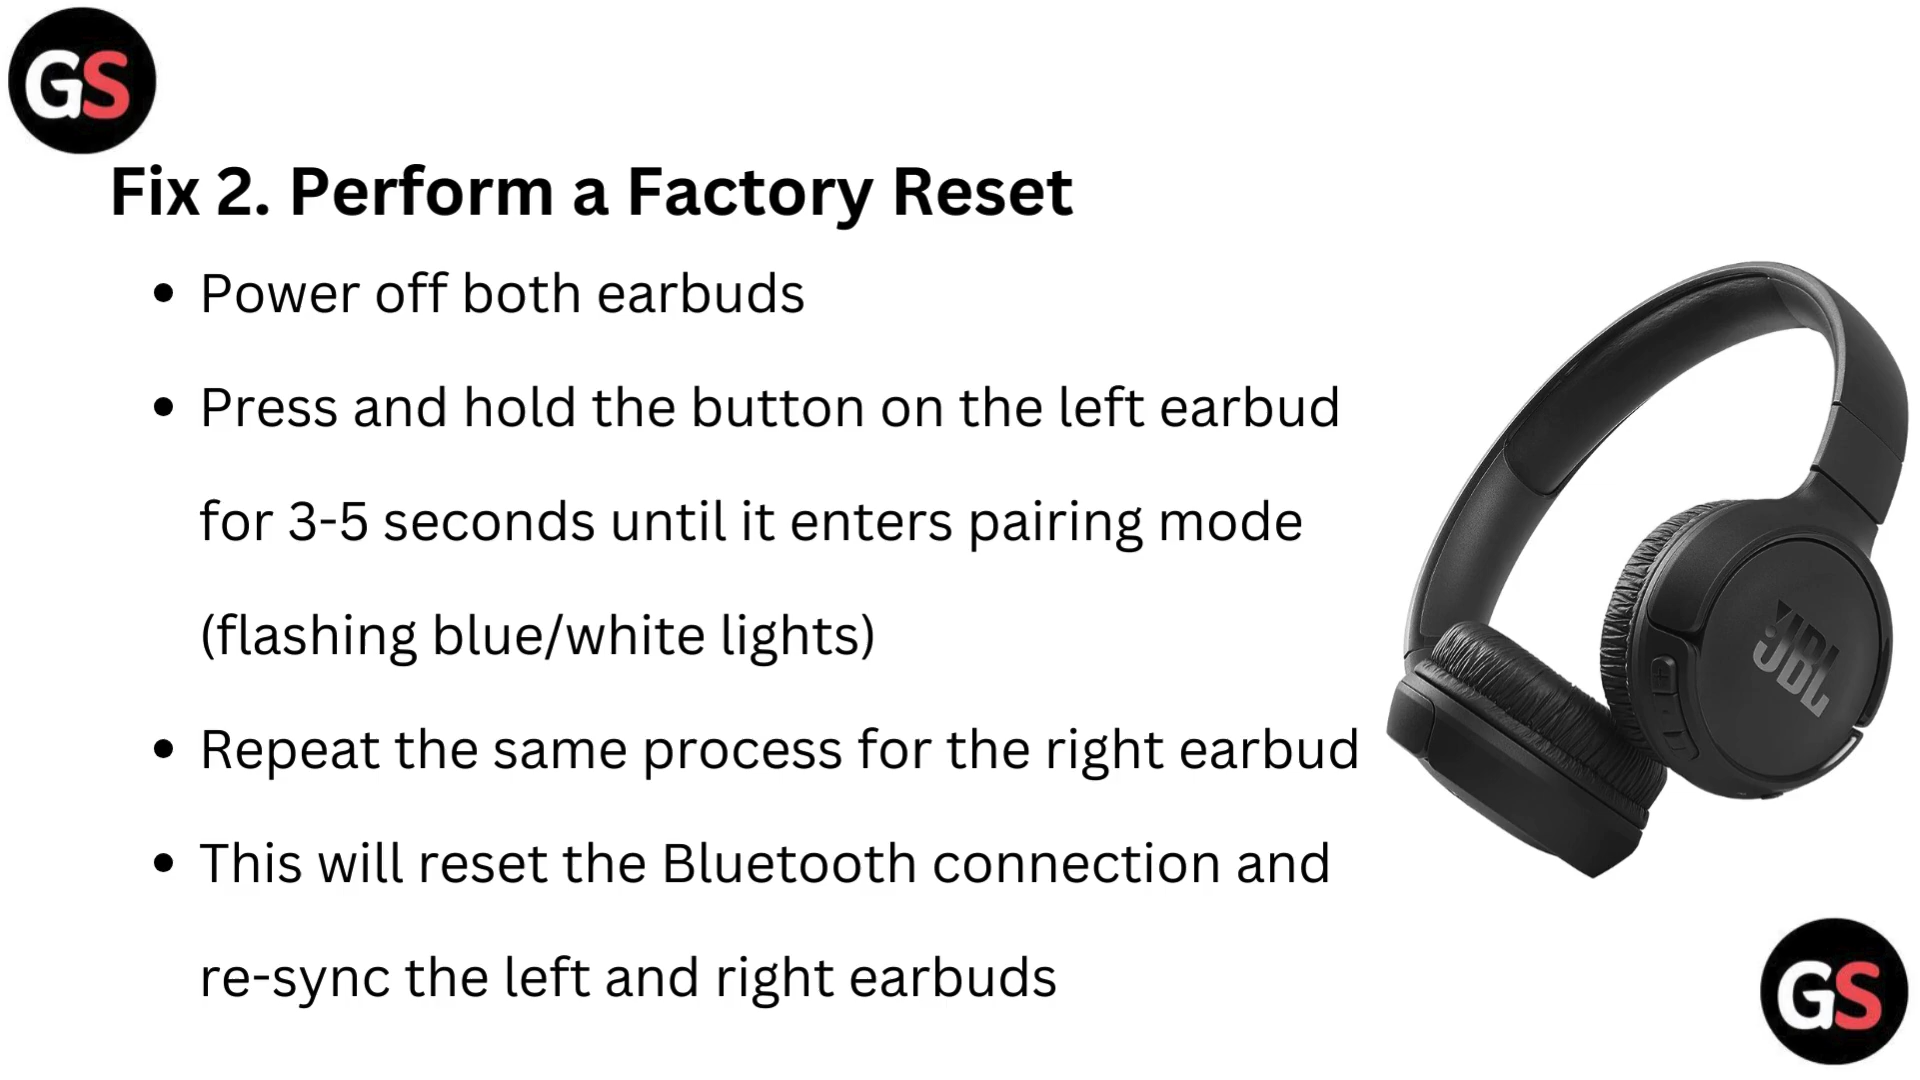 GS
Fix 2. Perform a Factory Reset
• Power off both earbuds
• Press and hold the button on the left earbud
for 3-5 seconds until it enters pairing mode
(flashing blue/white lights)
• Repeat the same process for the right earbud
• This will reset the Bluetooth connection and
re-sync the left and right earbuds
JBL
GS